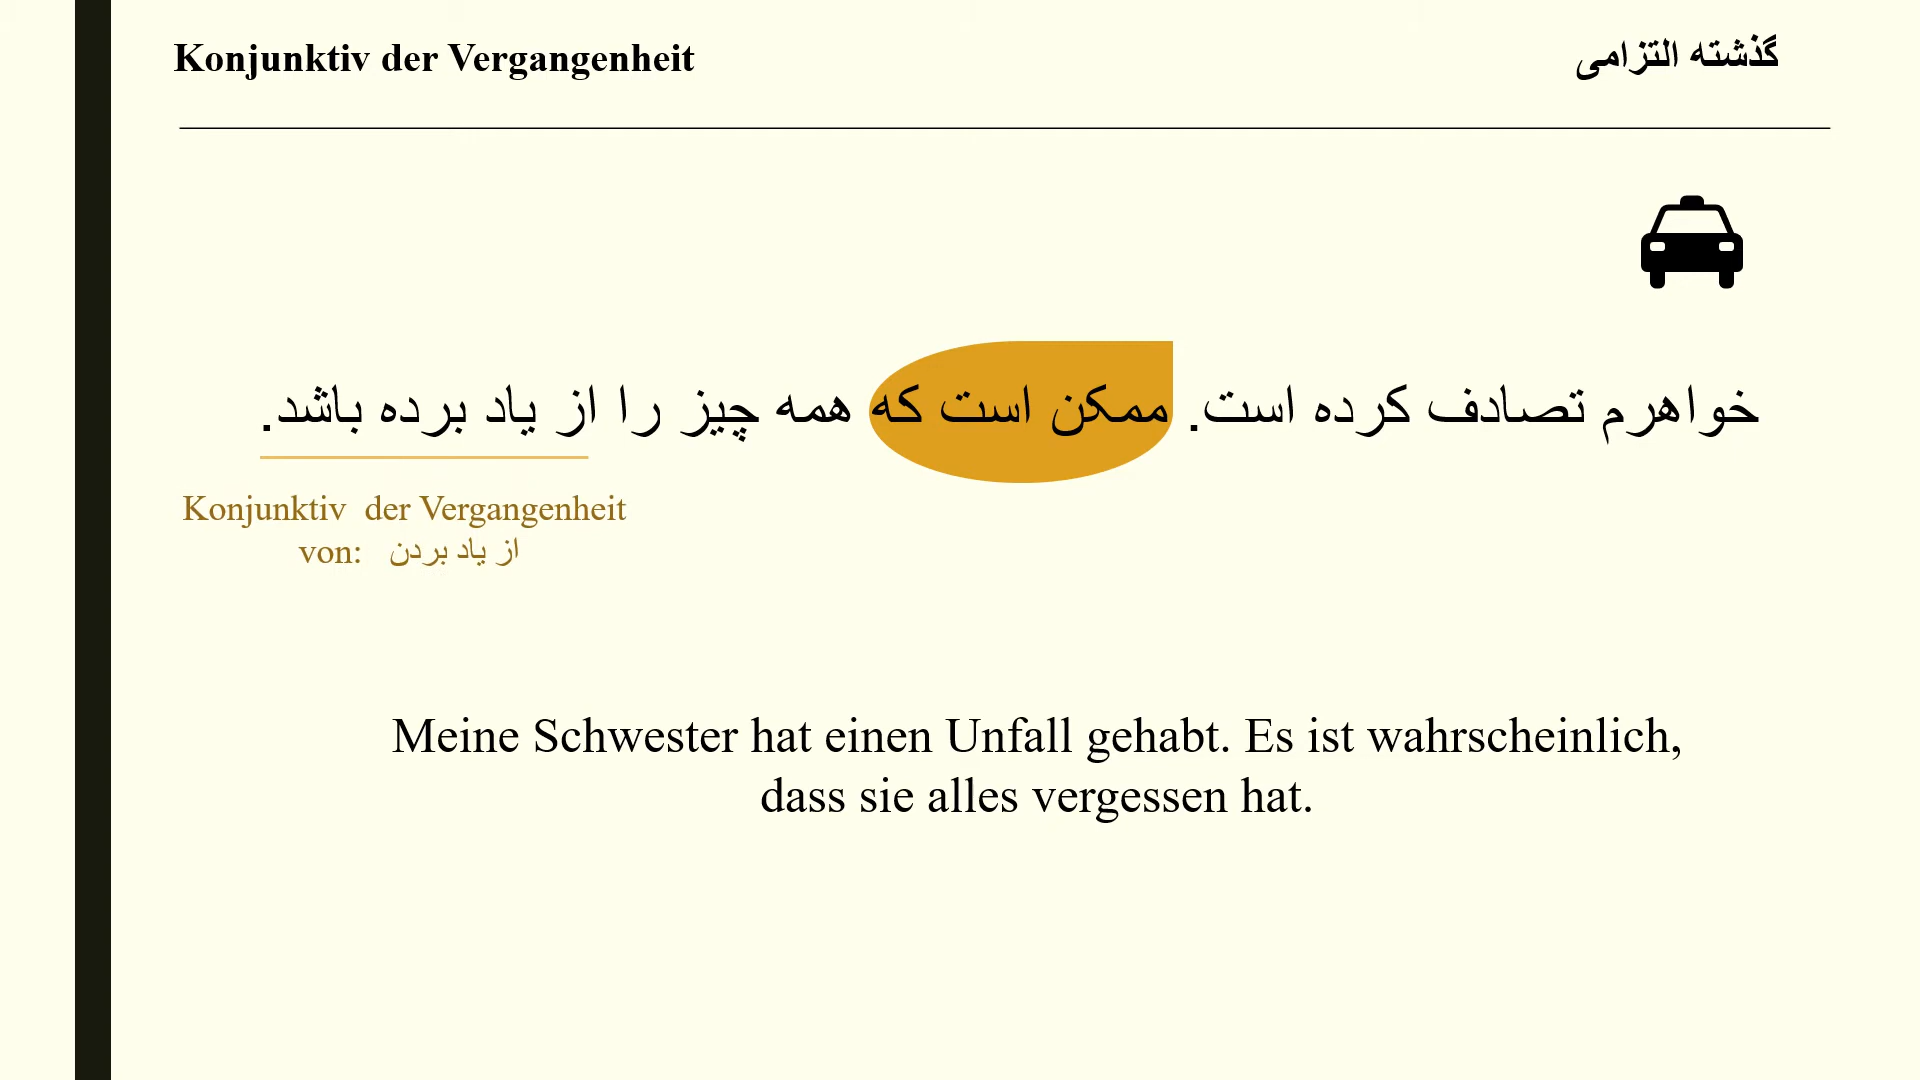 Konjunktiv der Vergangenheit
گذشته التزامی
خواهرم تصادف کرده است. ممکن است که همه چیز را از یاد برده باشد.
Konjunktiv der Vergangenheit
von: از یاد بردن
Meine Schwester hat einen Unfall gehabt. Es ist wahrscheinlich,
dass sie alles vergessen hat.